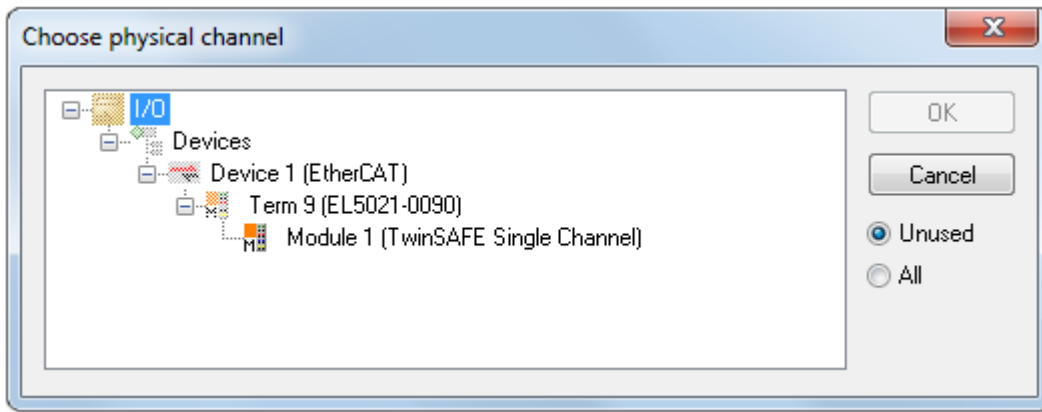 Choose physical channel
I/O
Devices
Device 1 (EtherCAT)
Term 9 (EL5021-0090)
Module 1 (TwinSAFE Single Channel)
OK
Cancel
Unused
All